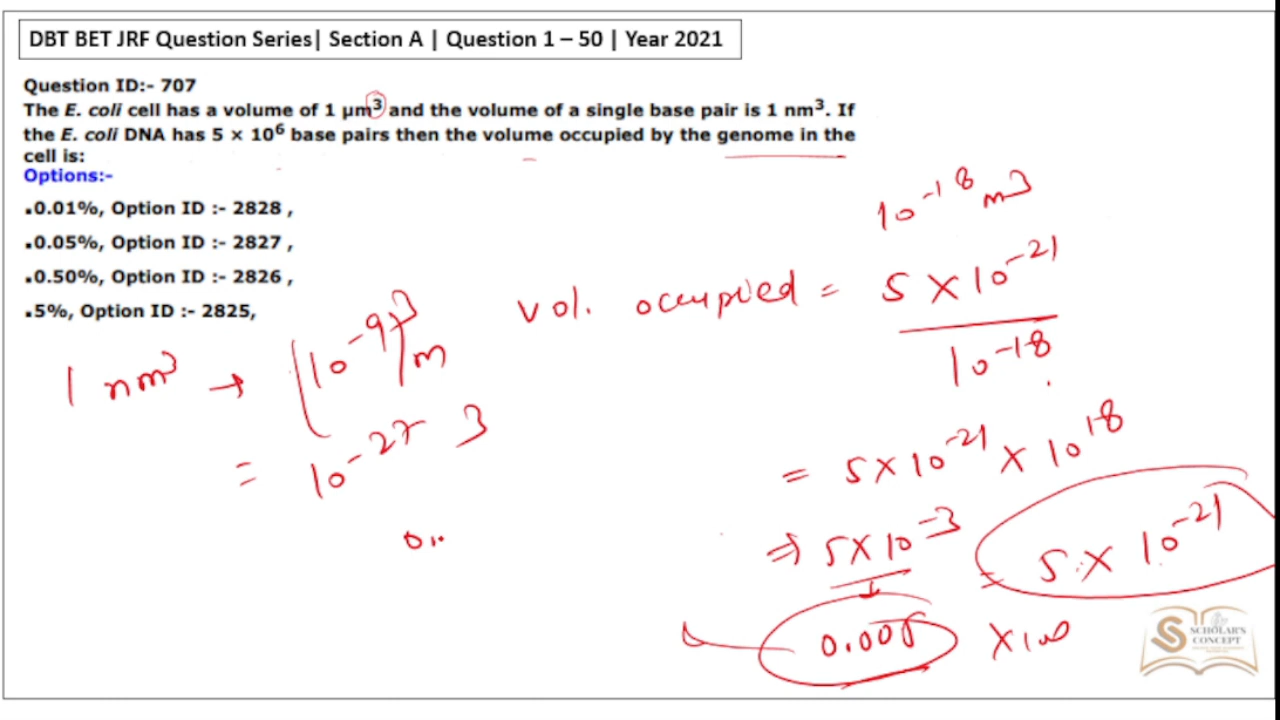 DBT BET JRF Question Series| Section A | Question 1 – 50 | Year 2021
Question ID:- 707
The E. coli cell has a volume of 1 µm³ and the volume of a single base pair is 1 nm³. If
the E. coli DNA has 5 × 10⁶ base pairs then the volume occupied by the genome in the
cell is:
Options:-
.0.01%, Option ID :- 2828 ,
.0.05%, Option ID :- 2827 ,
.0.50%, Option ID :- 2826 ,
.5%, Option ID :- 2825,
10⁻¹⁸ m³
vol. occupied = 5 × 10⁻²¹
10⁻¹⁸
1 nm³ → (10⁻⁹)³ m
= 10⁻²⁷ 3
= 5×10⁻²¹ × 10¹⁸
⇒ 5×10⁻³
= 5 × 10⁻²¹
0.005 ×100
S SCHOLAR'S
CONCEPT